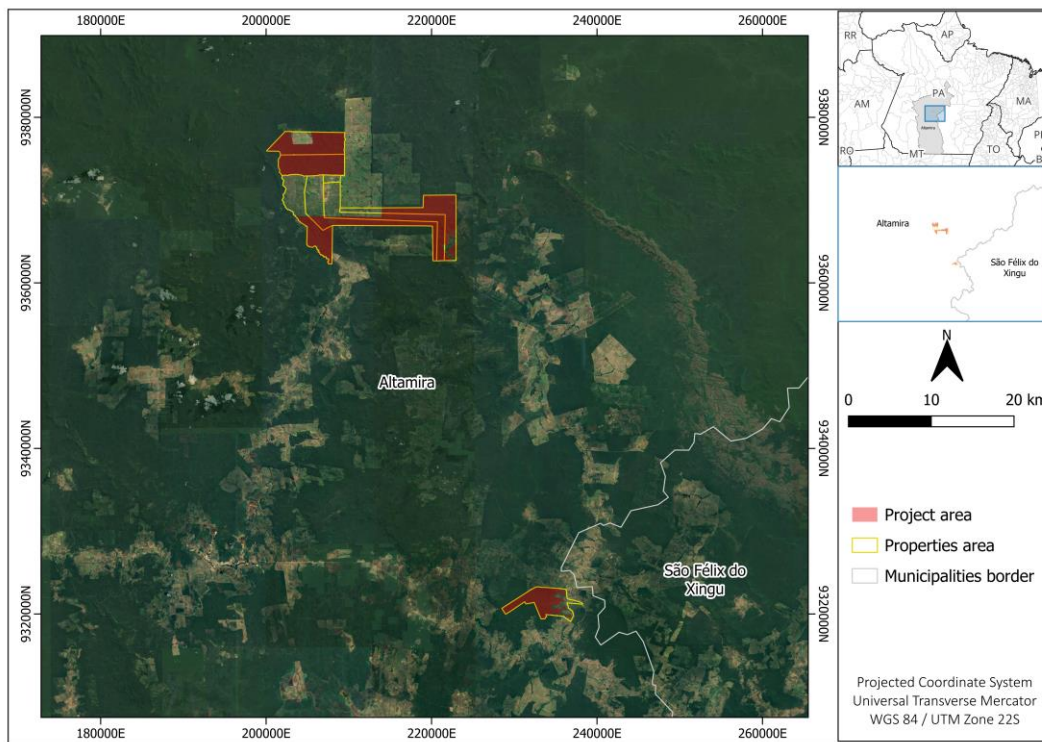 180000E 200000E 220000E 240000E 260000E
9380000N
9360000N
9340000N
9320000N
Altamira
São Félix do
Xingu
180000E 200000E 220000E 240000E 260000E
9380000N
9360000N
9340000N
9320000N
RR
AP
AM
PA
MA
Altamira
RO
MT
TO
Altamira
São Félix do
Xingu
N
0 10 20 km
Project area
Properties area
Municipalities border
Projected Coordinate System
Universal Transverse Mercator
WGS 84 / UTM Zone 22S